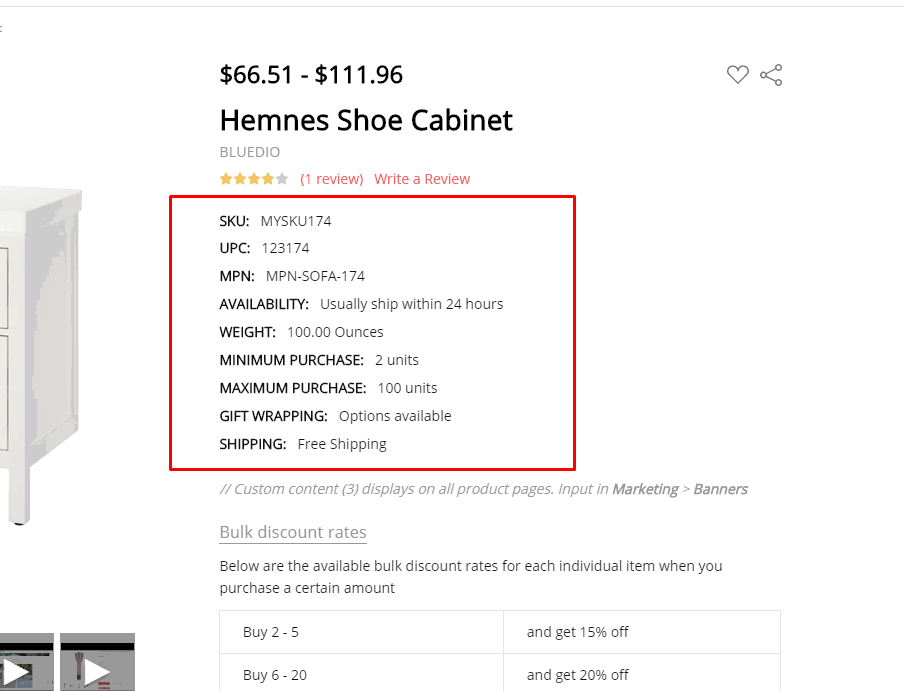 $66.51 - $111.96
Hemnes Shoe Cabinet
BLUEDIO
(1 review) Write a Review
SKU: MYSKU174
UPC: 123174
MPN: MPN-SOFA-174
AVAILABILITY: Usually ship within 24 hours
WEIGHT: 100.00 Ounces
MINIMUM PURCHASE: 2 units
MAXIMUM PURCHASE: 100 units
GIFT WRAPPING: Options available
SHIPPING: Free Shipping
// Custom content (3) displays on all product pages. Input in Marketing > Banners
Bulk discount rates
Below are the available bulk discount rates for each individual item when you
purchase a certain amount
Buy 2 - 5 and get 15% off
Buy 6 - 20 and get 20% off